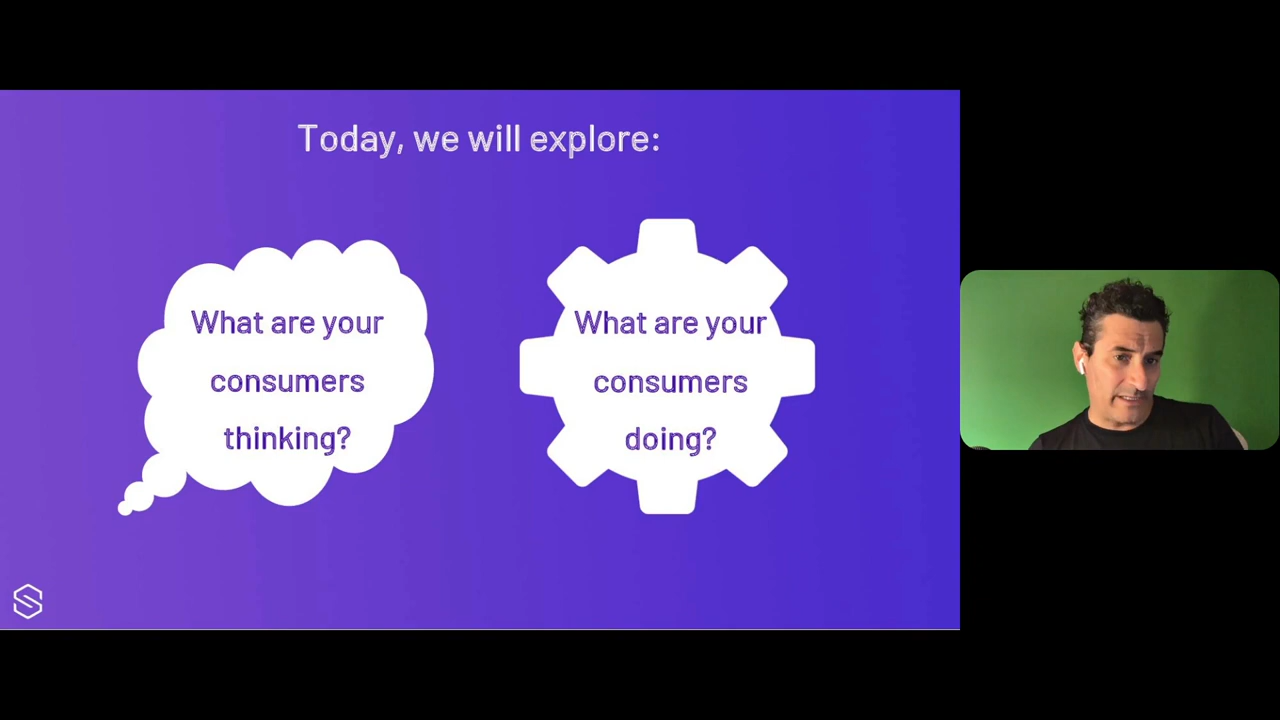 Today, we will explore:
What are your
consumers
thinking?
What are your
consumers
doing?